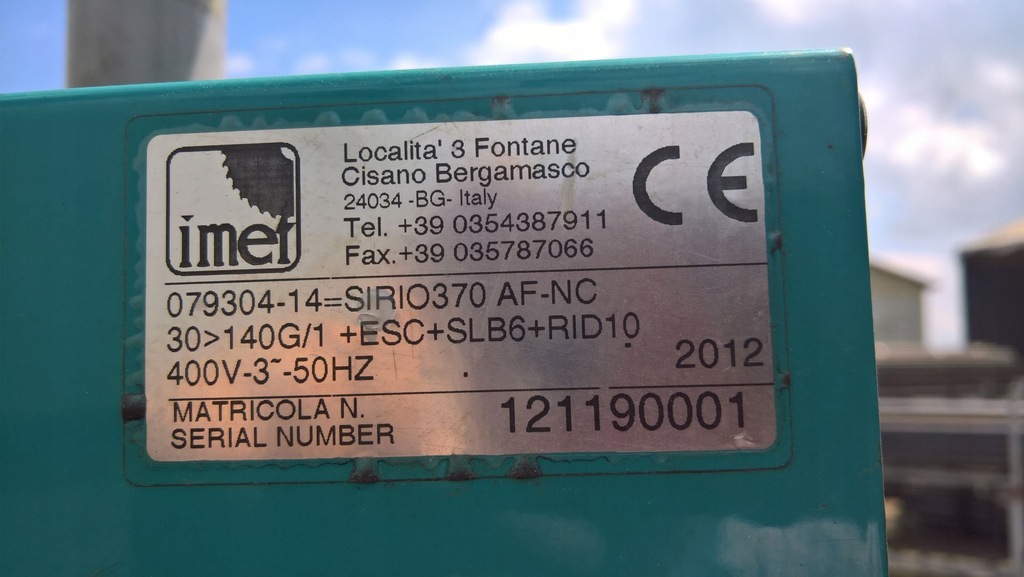 imet
Localita' 3 Fontane
Cisano Bergamasco
24034 -BG- Italy
Tel. +39 0354387911
Fax.+39 035787066
CE
079304-14=SIRIO370 AF-NC
30>140G/1 +ESC+SLB6+RID10
400V-3~-50HZ
2012
MATRICOLA N.
SERIAL NUMBER
121190001